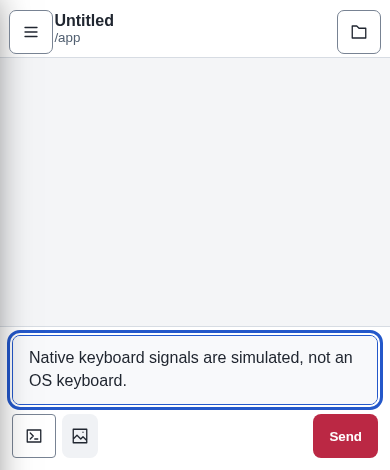 Untitled
/app
Native keyboard signals are simulated, not an
OS keyboard.
Send